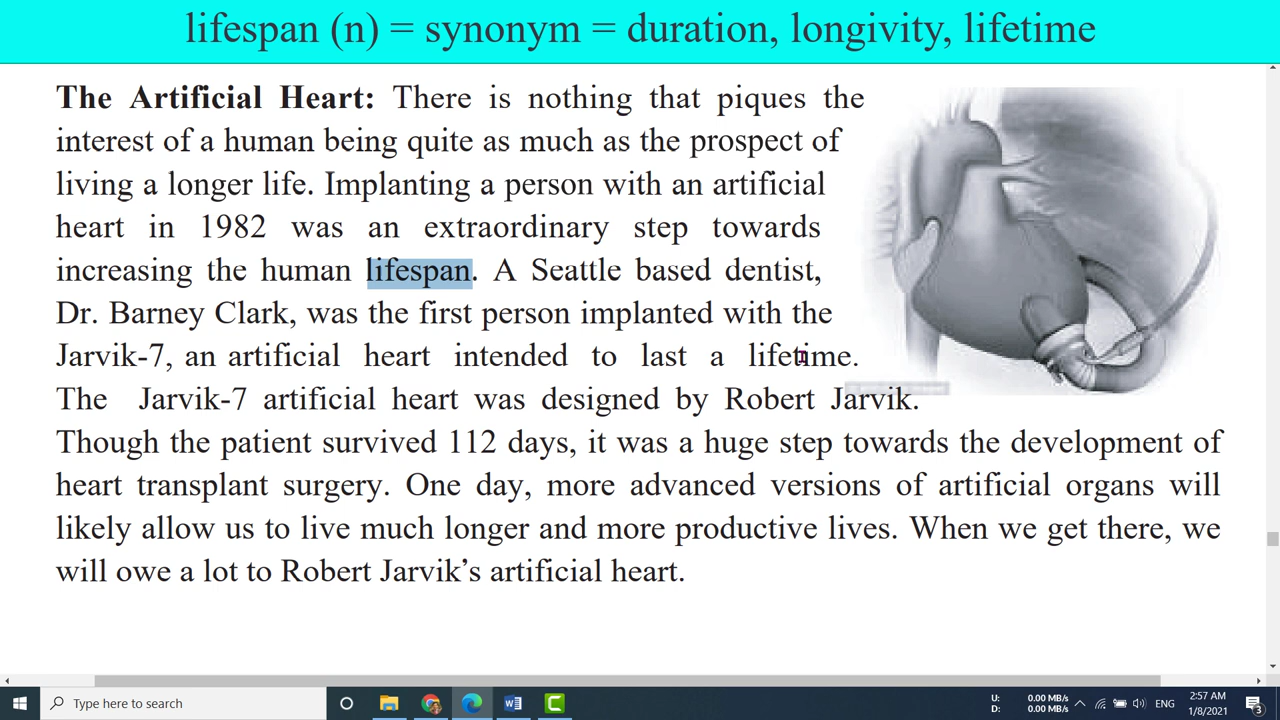 lifespan (n) = synonym = duration, longivity, lifetime
The Artificial Heart: There is nothing that piques the
interest of a human being quite as much as the prospect of
living a longer life. Implanting a person with an artificial
heart in 1982 was an extraordinary step towards
increasing the human lifespan. A Seattle based dentist,
Dr. Barney Clark, was the first person implanted with the
Jarvik-7, an artificial heart intended to last a lifetime.
The Jarvik-7 artificial heart was designed by Robert Jarvik.
Though the patient survived 112 days, it was a huge step towards the development of
heart transplant surgery. One day, more advanced versions of artificial organs will
likely allow us to live much longer and more productive lives. When we get there, we
will owe a lot to Robert Jarvik’s artificial heart.
Type here to search
U: 0.00 MB/s
D: 0.00 MB/s
ENG
2:57 AM
1/8/2021
3